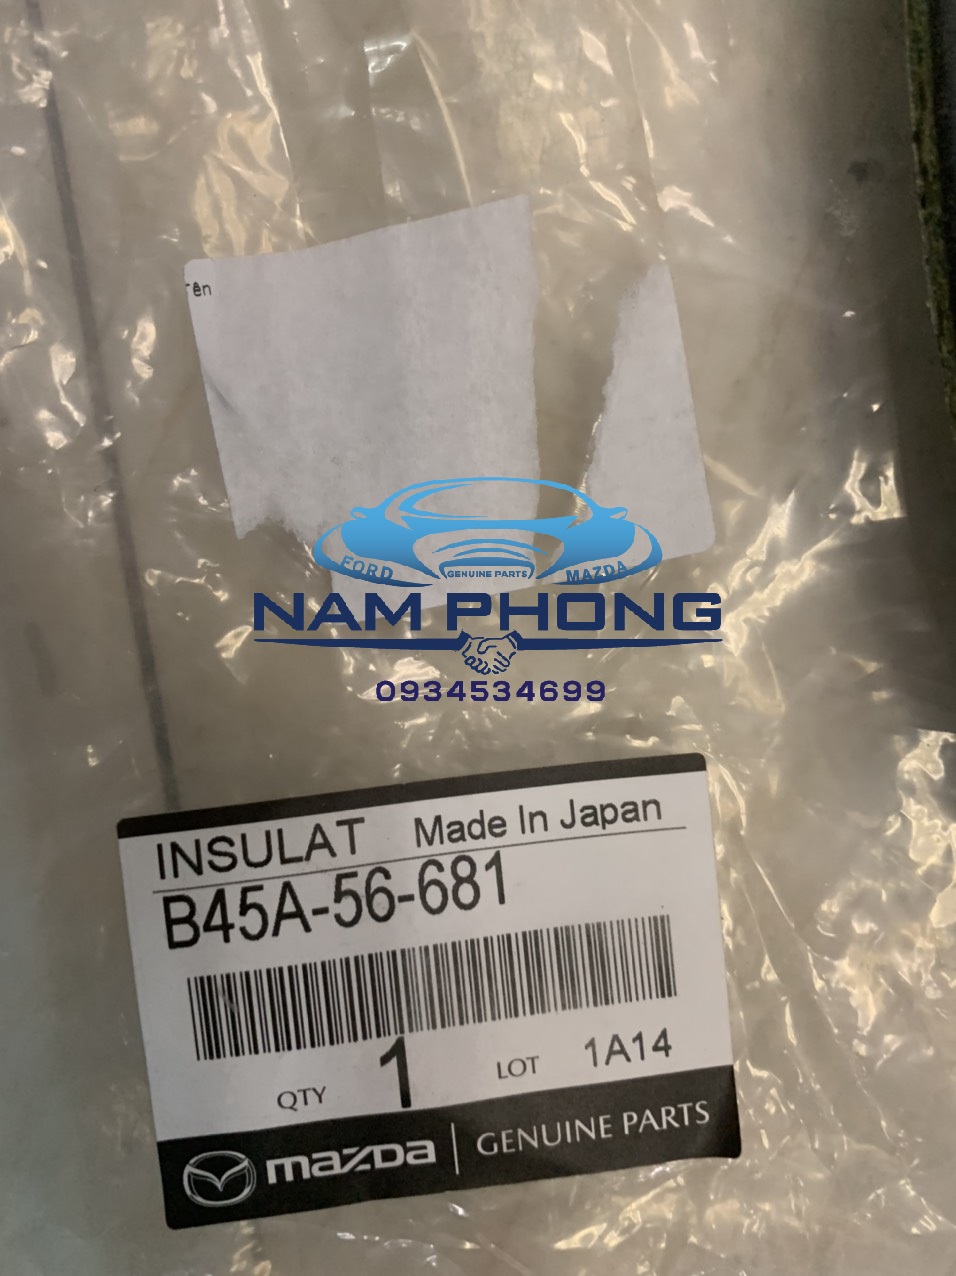 ên
FORD GENUINE PARTS MAZDA
NAM PHONG
0934534699
INSULAT Made In Japan
B45A-56-681
QTY 1 LOT 1A14
mazda GENUINE PARTS